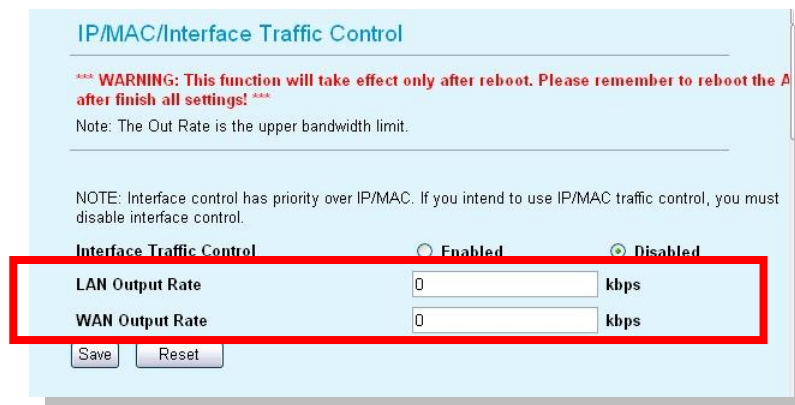 IP/MAC/Interface Traffic Control
*** WARNING: This function will take effect only after reboot. Please remember to reboot the A
after finish all settings! ***
Note: The Out Rate is the upper bandwidth limit.
NOTE: Interface control has priority over IP/MAC. If you intend to use IP/MAC traffic control, you must
disable interface control.
Interface Traffic Control Enabled Disabled
LAN Output Rate 0 kbps
WAN Output Rate 0 kbps
Save Reset